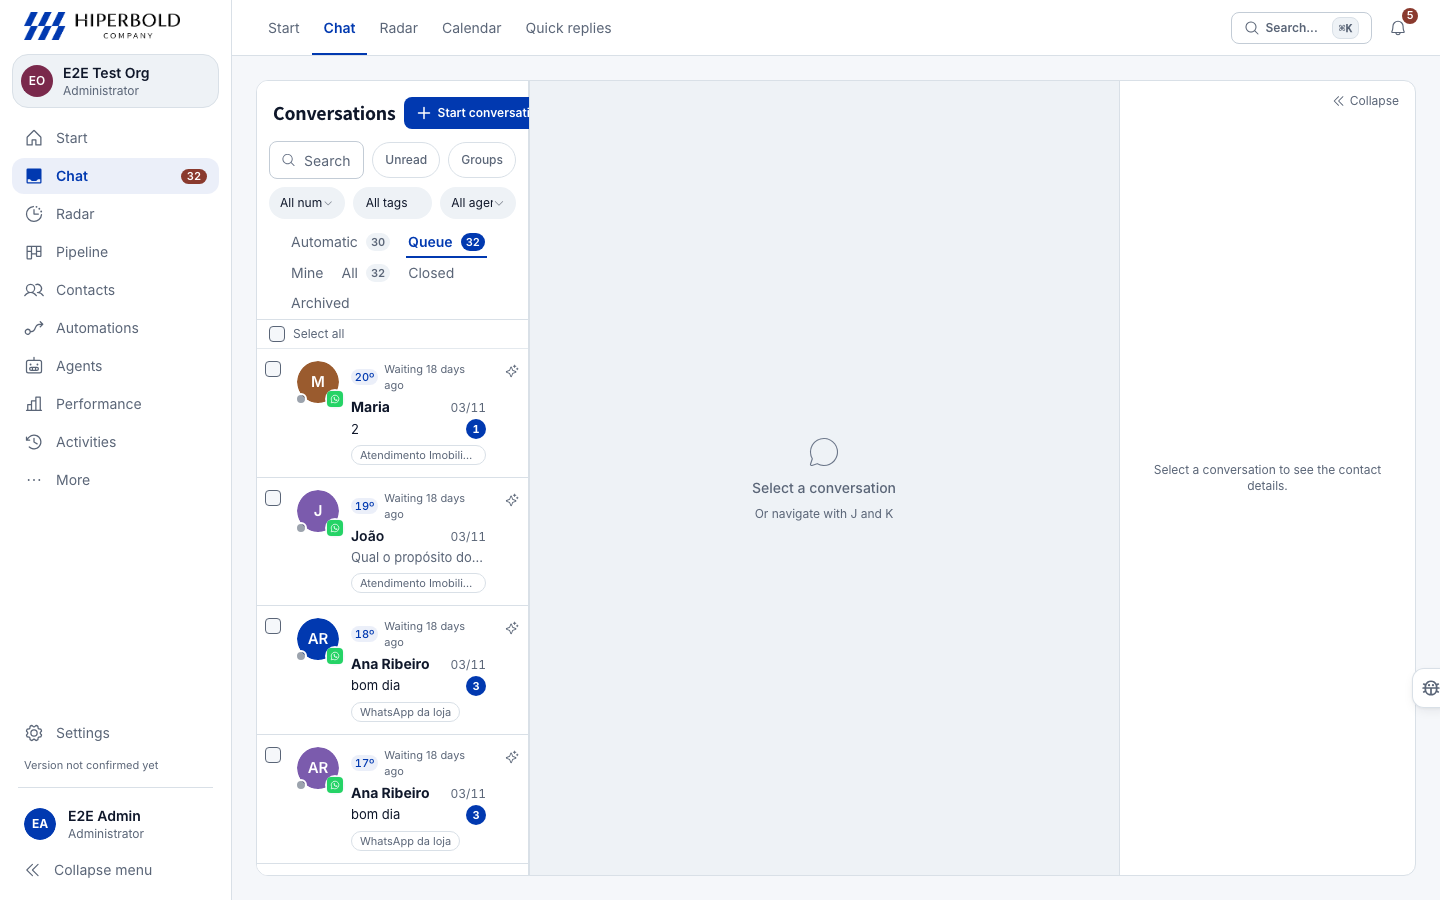 HIPERBOLD
COMPANY
EO
E2E Test Org
Administrator
Start
Chat
32
Radar
Pipeline
Contacts
Automations
Agents
Performance
Activities
More
Settings
Version not confirmed yet
EA
E2E Admin
Administrator
Collapse menu
Start
Chat
Radar
Calendar
Quick replies
Search...
⌘K
5
Conversations
Start conversati
Search
Unread
Groups
All num
All tags
All ager
Automatic 30
Queue 32
Mine
All 32
Closed
Archived
Select all
M
20º
Waiting 18 days
ago
Maria
03/11
2
1
Atendimento Imobili...
J
19º
Waiting 18 days
ago
João
03/11
Qual o propósito do...
Atendimento Imobili...
AR
18º
Waiting 18 days
ago
Ana Ribeiro
03/11
bom dia
3
WhatsApp da loja
AR
17º
Waiting 18 days
ago
Ana Ribeiro
03/11
bom dia
3
WhatsApp da loja
Select a conversation
Or navigate with J and K
Collapse
Select a conversation to see the contact
details.